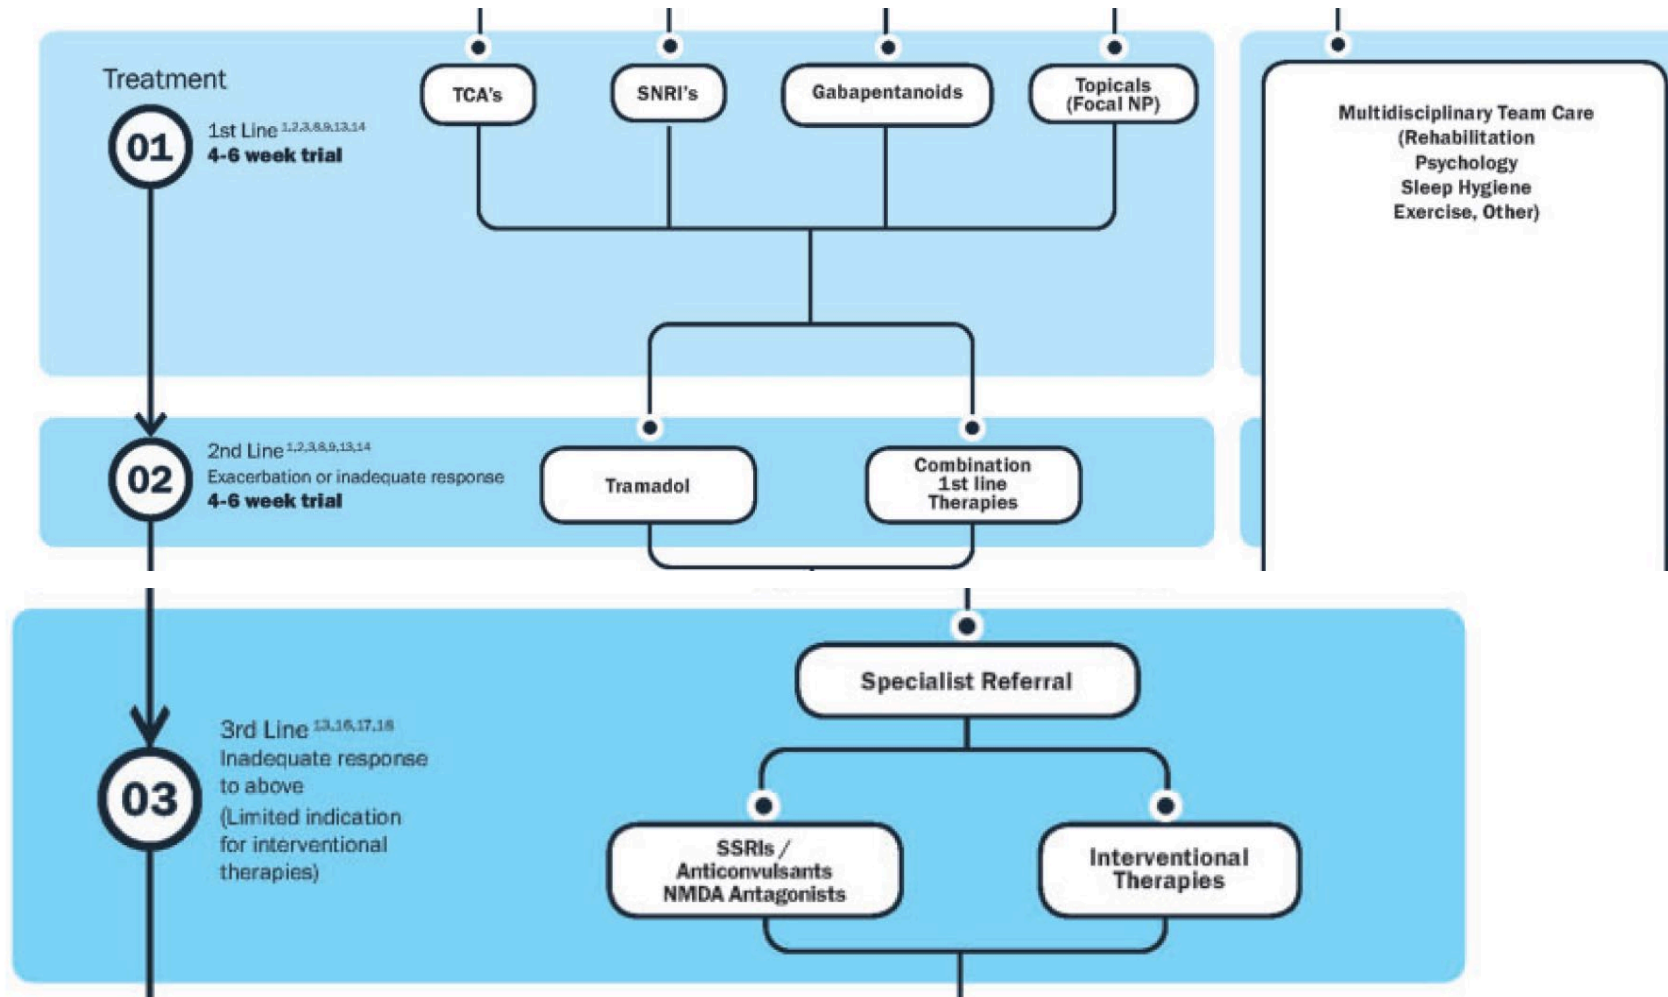 Treatment
01
1st Line 1,2,3,8,9,13,14
4-6 week trial
TCA's
SNRI's
Gabapentanoids
Topicals
(Focal NP)
Multidisciplinary Team Care
(Rehabilitation
Psychology
Sleep Hygiene
Exercise, Other)
02
2nd Line 1,2,3,8,9,13,14
Exacerbation or inadequate response
4-6 week trial
Tramadol
Combination
1st line
Therapies
03
3rd Line 13,16,17,18
Inadequate response
to above
(Limited indication
for interventional
therapies)
Specialist Referral
SSRIs /
Anticonvulsants
NMDA Antagonists
Interventional
Therapies